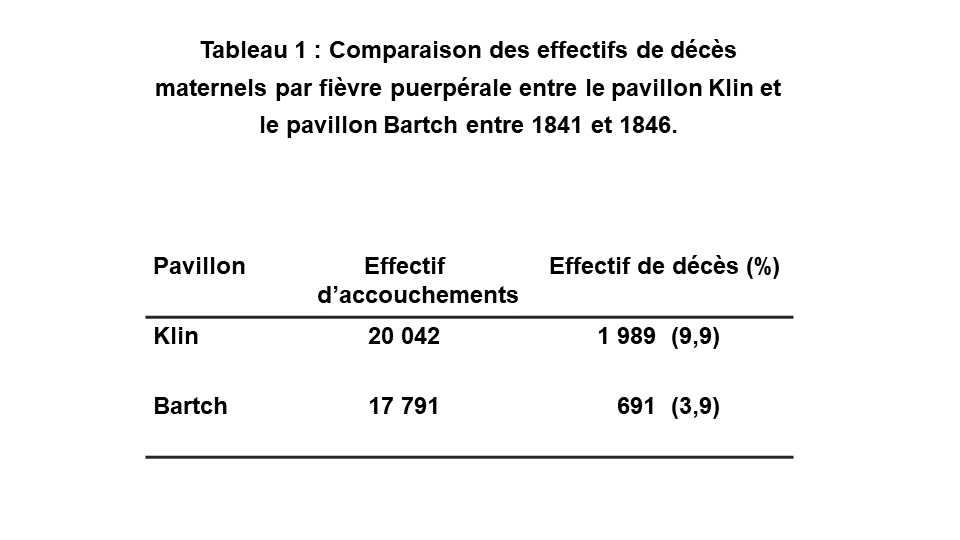 Tableau 1 : Comparaison des effectifs de décès
maternels par fièvre puerpérale entre le pavillon Klin et
le pavillon Bartch entre 1841 et 1846.
Pavillon Effectif d’accouchements Effectif de décès (%)
Klin 20 042 1 989 (9,9)
Bartch 17 791 691 (3,9)